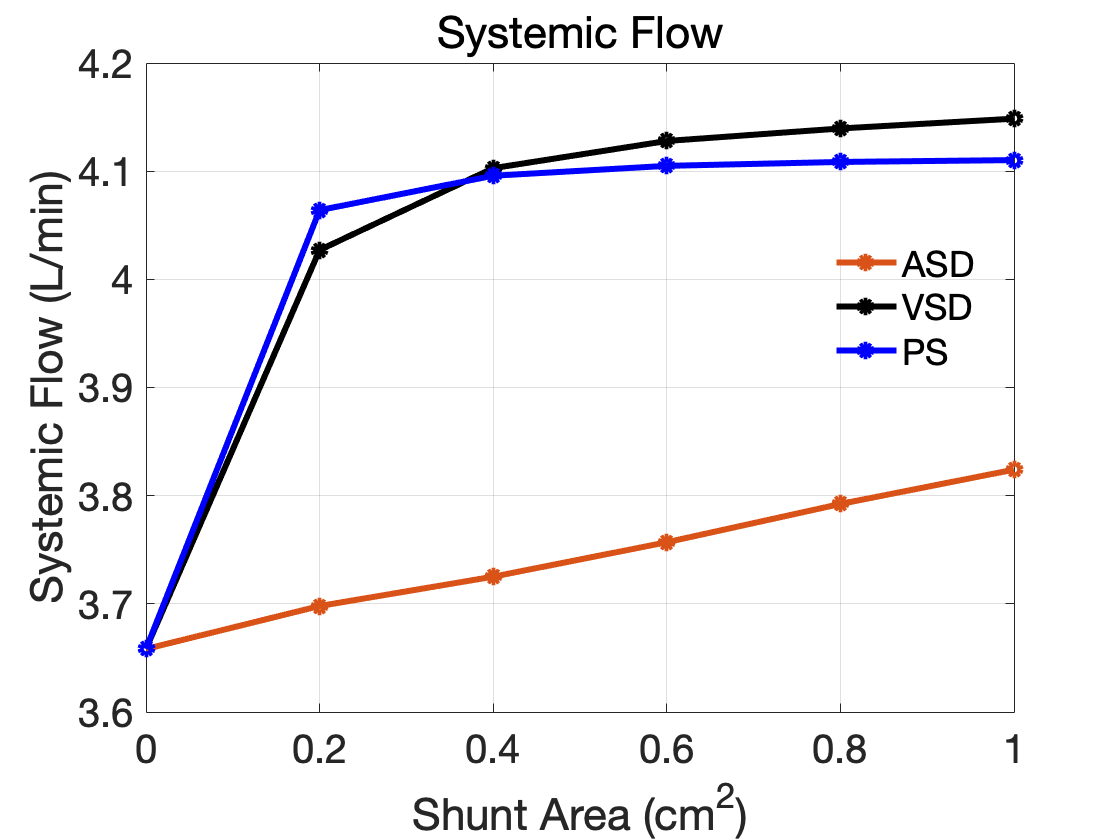 Systemic Flow
4.2
4.1
4
3.9
3.8
3.7
3.6
Systemic Flow (L/min)
ASD
VSD
PS
0 0.2 0.4 0.6 0.8 1
Shunt Area (cm²)